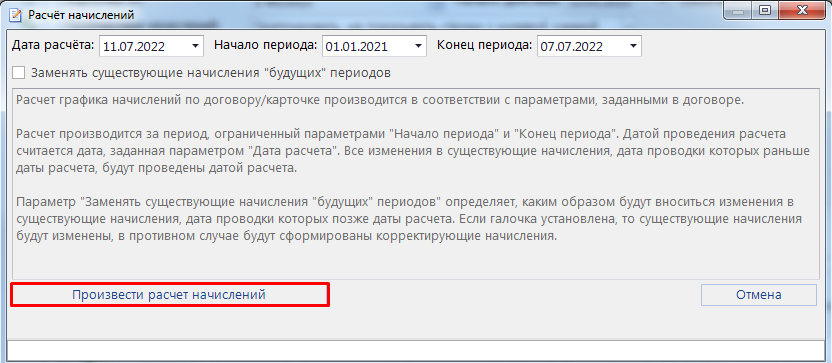 Расчёт начислений
Дата расчёта: 11.07.2022 Начало периода: 01.01.2021 Конец периода: 07.07.2022
Заменять существующие начисления "будущих" периодов
Расчет графика начислений по договору/карточке производится в соответствии с параметрами, заданными в договоре.
Расчет производится за период, ограниченный параметрами "Начало периода" и "Конец периода". Датой проведения расчета
считается дата, заданная параметром "Дата расчета". Все изменения в существующие начисления, дата проводки которых раньше
даты расчета, будут проведены датой расчета.
Параметр "Заменять существующие начисления "будущих" периодов" определяет, каким образом будут вноситься изменения в
существующие начисления, дата проводки которых позже даты расчета. Если галочка установлена, то существующие начисления
будут изменены, в противном случае будут сформированы корректирующие начисления.
Произвести расчет начислений Отмена